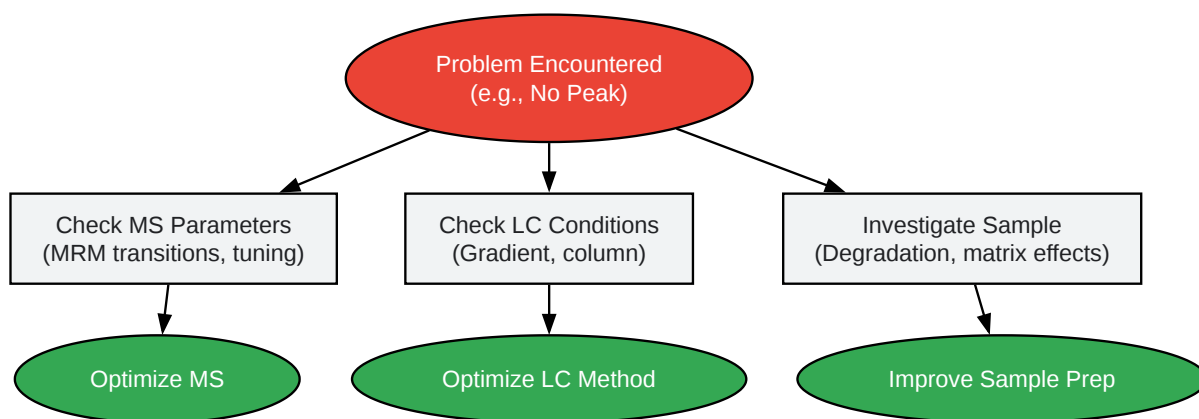 Problem Encountered
(e.g., No Peak)
Check MS Parameters
(MRM transitions, tuning)
Check LC Conditions
(Gradient, column)
Investigate Sample
(Degradation, matrix effects)
Optimize MS
Optimize LC Method
Improve Sample Prep